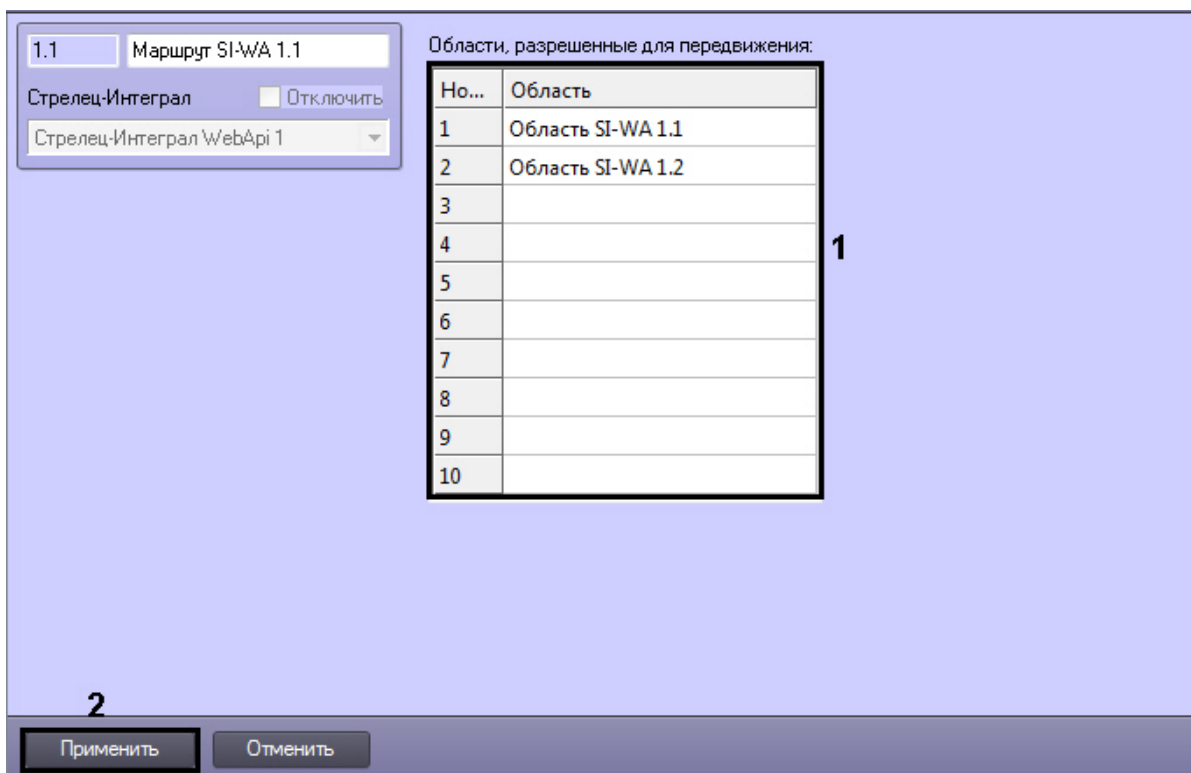 1.1 Маршрут SI-WA 1.1
Стрелец-Интеграл Отключить
Стрелец-Интеграл WebApi 1
Области, разрешенные для передвижения:
Но... Область
1 Область SI-WA 1.1
2 Область SI-WA 1.2
3
4
5
6
7
8
9
10
1
2
Применить Отменить